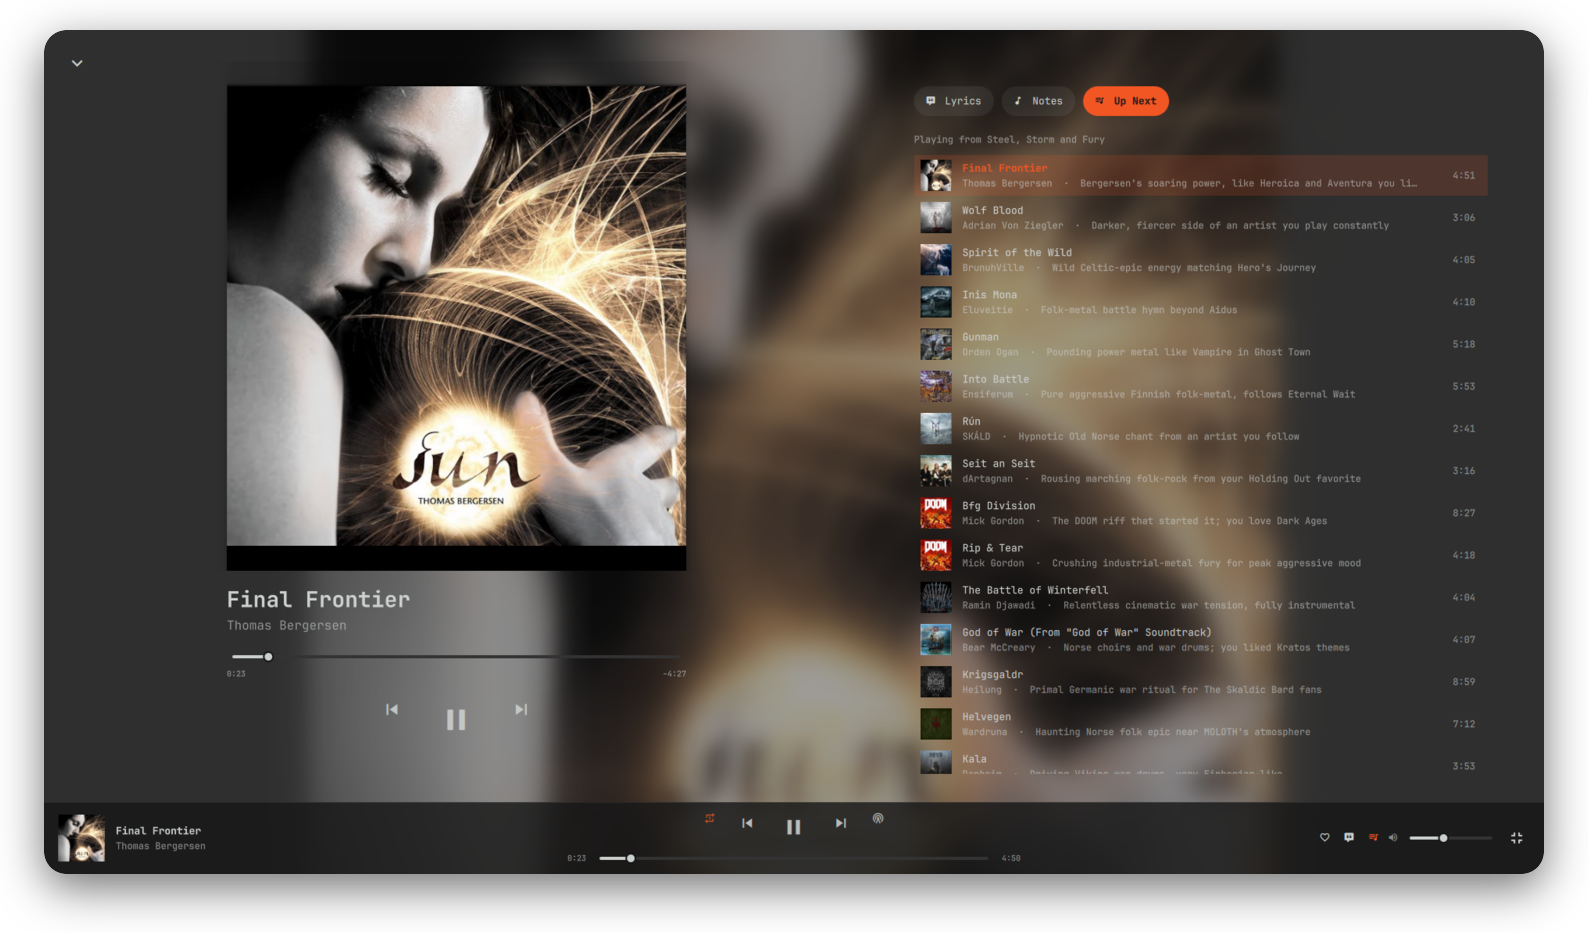 Lyrics
Notes
Up Next
Playing from Steel, Storm and Fury
Final Frontier
Thomas Bergersen · Bergersen's soaring power, like Heroica and Aventura you li…
4:51
Wolf Blood
Adrian Von Ziegler · Darker, fiercer side of an artist you play constantly
3:06
Spirit of the Wild
BrunuhVille · Wild Celtic-epic energy matching Hero's Journey
4:05
Inis Mona
Eluveitie · Folk-metal battle hymn beyond Aidus
4:10
Gunman
Orden Ogan · Pounding power metal like Vampire in Ghost Town
5:18
Into Battle
Ensiferum · Pure aggressive Finnish folk-metal, follows Eternal Wait
5:53
Rún
SKÁLD · Hypnotic Old Norse chant from an artist you follow
2:41
Seit an Seit
dArtagnan · Rousing marching folk-rock from your Holding Out favorite
3:16
Bfg Division
Mick Gordon · The DOOM riff that started it; you love Dark Ages
8:27
Rip & Tear
Mick Gordon · Crushing industrial-metal fury for peak aggressive mood
4:18
The Battle of Winterfell
Ramin Djawadi · Relentless cinematic war tension, fully instrumental
4:04
God of War (From "God of War" Soundtrack)
Bear McCreary · Norse choirs and war drums; you liked Kratos themes
4:07
Krigsgaldr
Heilung · Primal Germanic war ritual for The Skaldic Bard fans
8:59
Helvegen
Wardruna · Haunting Norse folk epic near MOLOTH's atmosphere
7:12
Kala
3:53
DOOM
DOOM
Sun
THOMAS BERGERSEN
Final Frontier
Thomas Bergersen
0:23
-4:27
Final Frontier
Thomas Bergersen
0:23
4:50